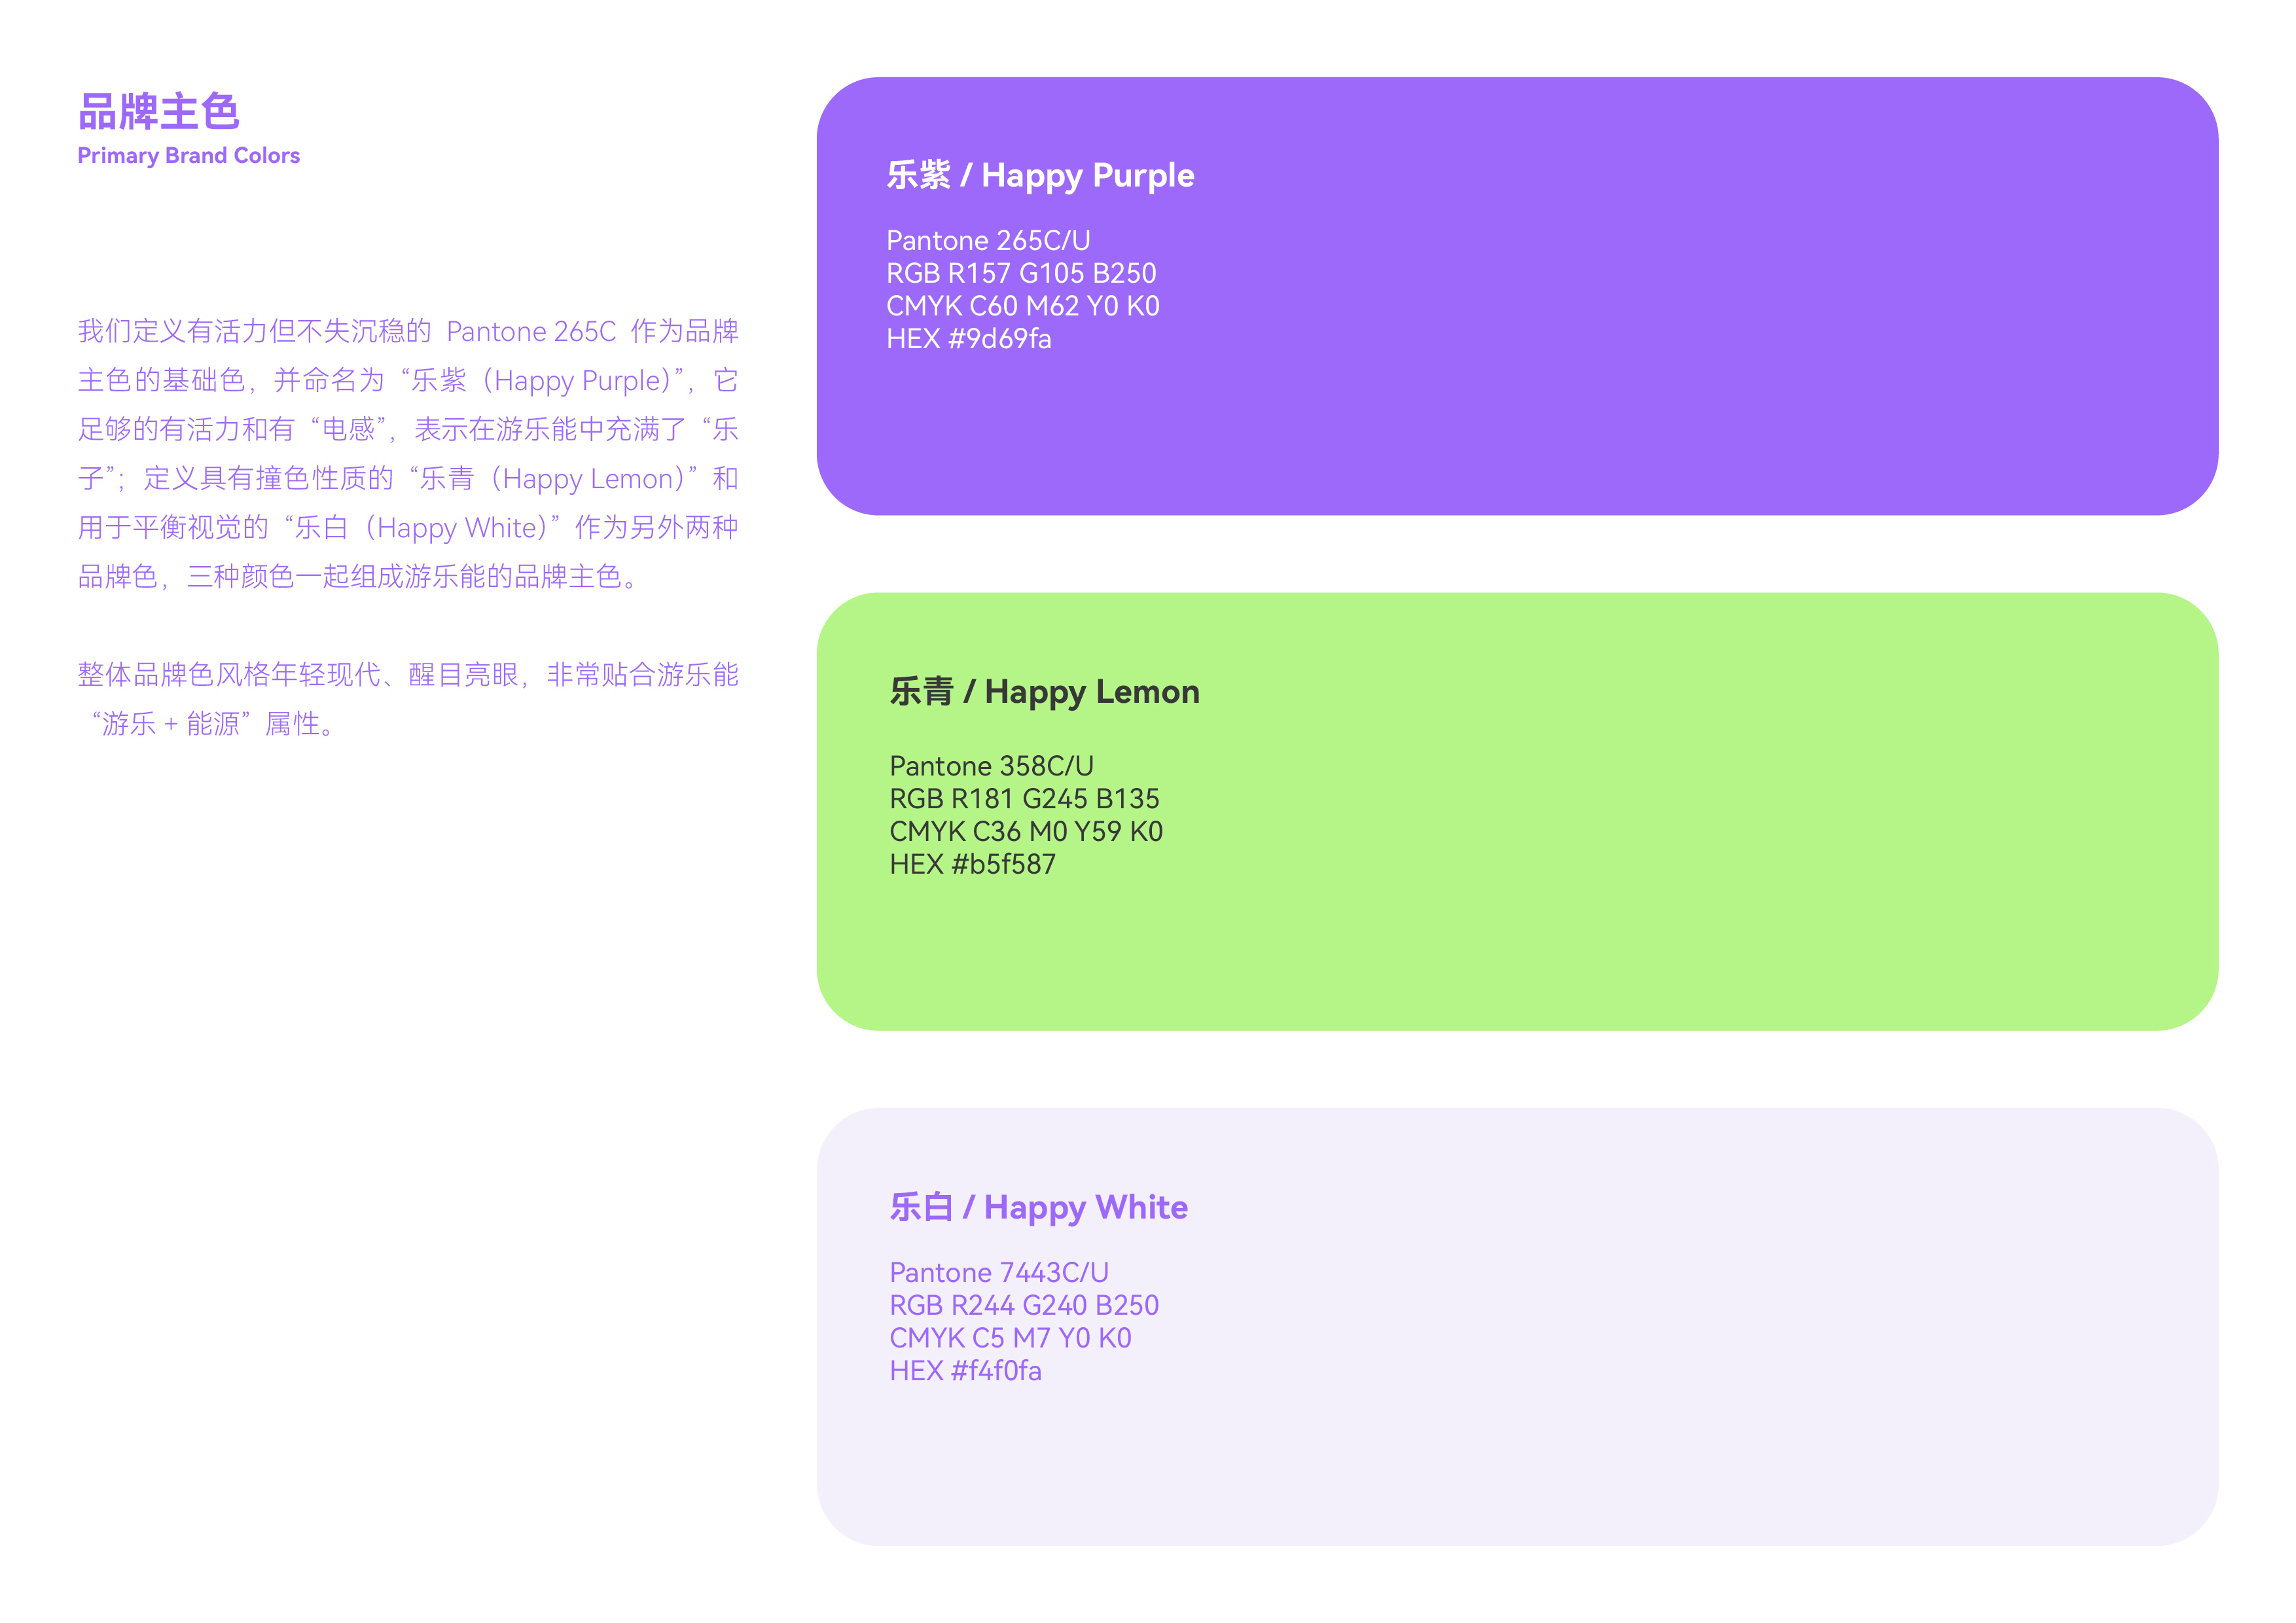 品牌主色
Primary Brand Colors
我们定义有活力但不失沉稳的 Pantone 265C 作为品牌
主色的基础色，并命名为“乐紫（Happy Purple）”，它
足够的有活力和有“电感”，表示在游乐能中充满了“乐
子”；定义具有撞色性质的“乐青（Happy Lemon）”和
用于平衡视觉的“乐白（Happy White）”作为另外两种
品牌色，三种颜色一起组成游乐能的品牌主色。
整体品牌色风格年轻现代、醒目亮眼，非常贴合游乐能
“游乐 + 能源”属性。
乐紫 / Happy Purple
Pantone 265C/U
RGB R157 G105 B250
CMYK C60 M62 Y0 K0
HEX #9d69fa
乐青 / Happy Lemon
Pantone 358C/U
RGB R181 G245 B135
CMYK C36 M0 Y59 K0
HEX #b5f587
乐白 / Happy White
Pantone 7443C/U
RGB R244 G240 B250
CMYK C5 M7 Y0 K0
HEX #f4f0fa